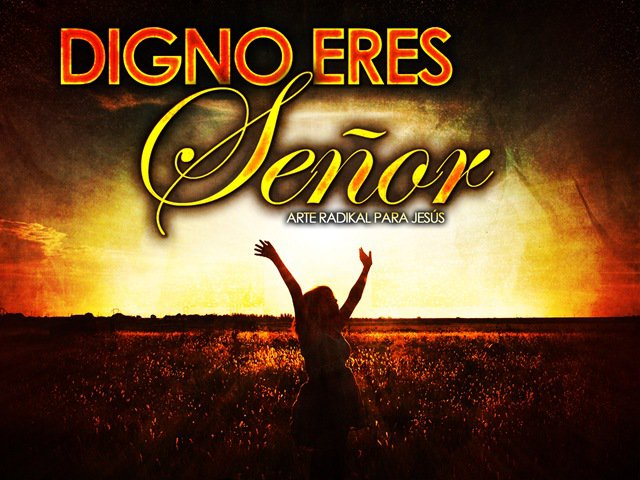 DIGNO ERES
Señor
ARTE RADIKAL PARA JESÚS